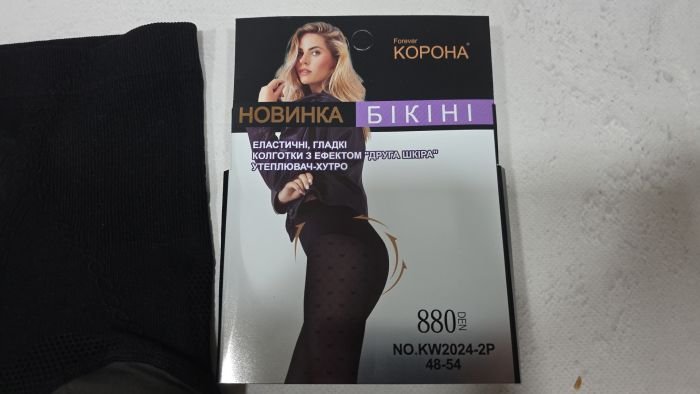 Forever
КОРОНА®
НОВИНКА
БІКІНІ
ЕЛАСТИЧНІ, ГЛАДКІ
КОЛГОТКИ З ЕФЕКТОМ "ДРУГА ШКІРА"
УТЕПЛЮВАЧ-ХУТРО
880 DEN
NO.KW2024-2P
48-54